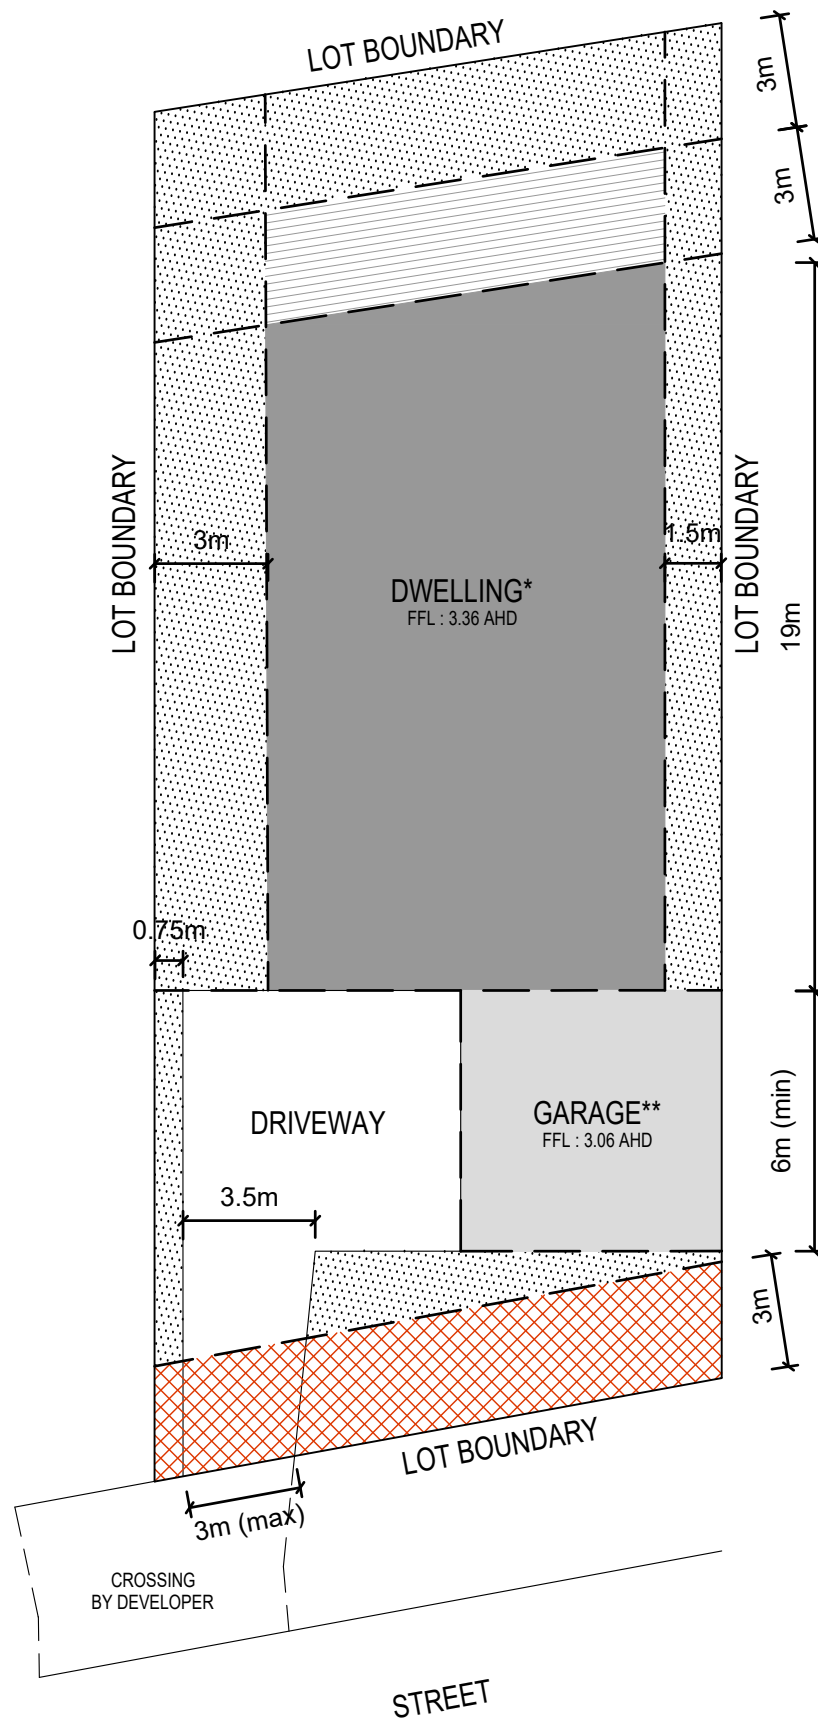 LOT BOUNDARY
3m
3m
LOT BOUNDARY
3m
DWELLING*
FFL : 3.36 AHD
1.5m
LOT BOUNDARY
19m
0.75m
DRIVEWAY
GARAGE**
FFL : 3.06 AHD
6m (min)
3.5m
3m
LOT BOUNDARY
3m (max)
CROSSING
BY DEVELOPER
STREET